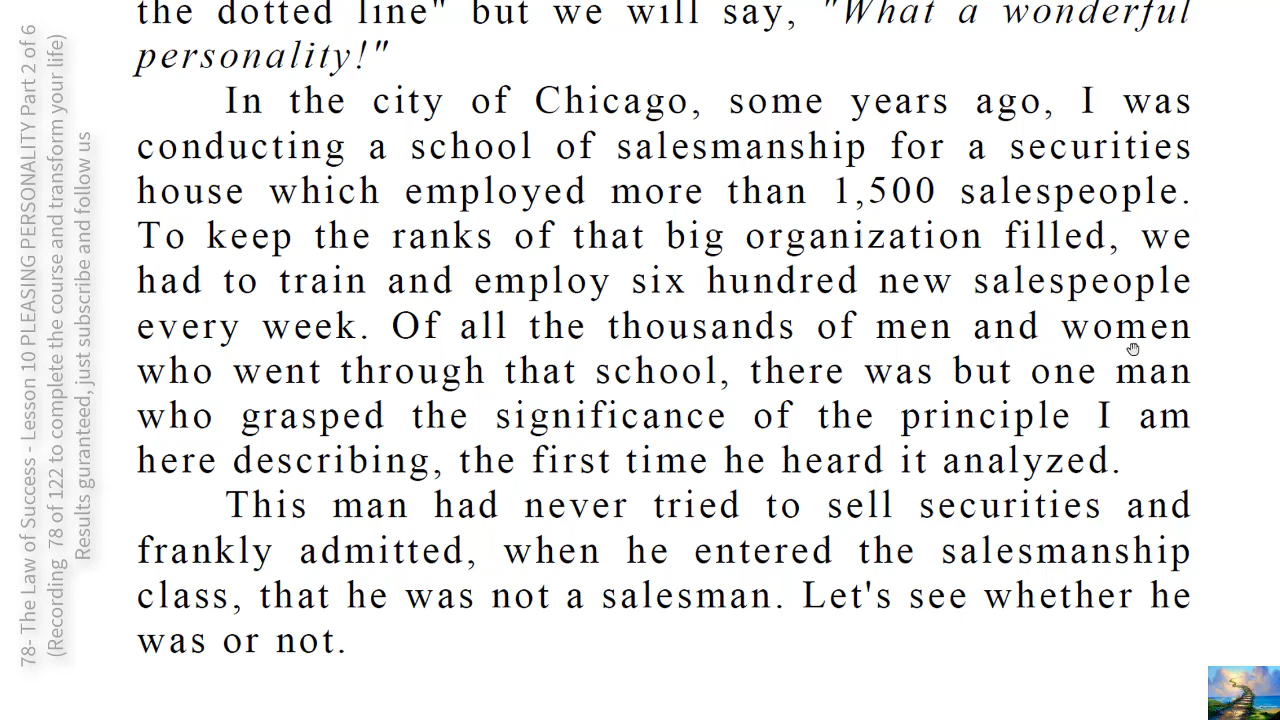 the dotted line" but we will say, "What a wonderful
personality!"
In the city of Chicago, some years ago, I was
conducting a school of salesmanship for a securities
house which employed more than 1,500 salespeople.
To keep the ranks of that big organization filled, we
had to train and employ six hundred new salespeople
every week. Of all the thousands of men and women
who went through that school, there was but one man
who grasped the significance of the principle I am
here describing, the first time he heard it analyzed.
This man had never tried to sell securities and
frankly admitted, when he entered the salesmanship
class, that he was not a salesman. Let's see whether he
was or not.
78- The Law of Success - Lesson 10 PLEASING PERSONALITY Part 2 of 6
(Recording 78 of 122 to complete the course and transform your life)
Results guranteed, just subscribe and follow us